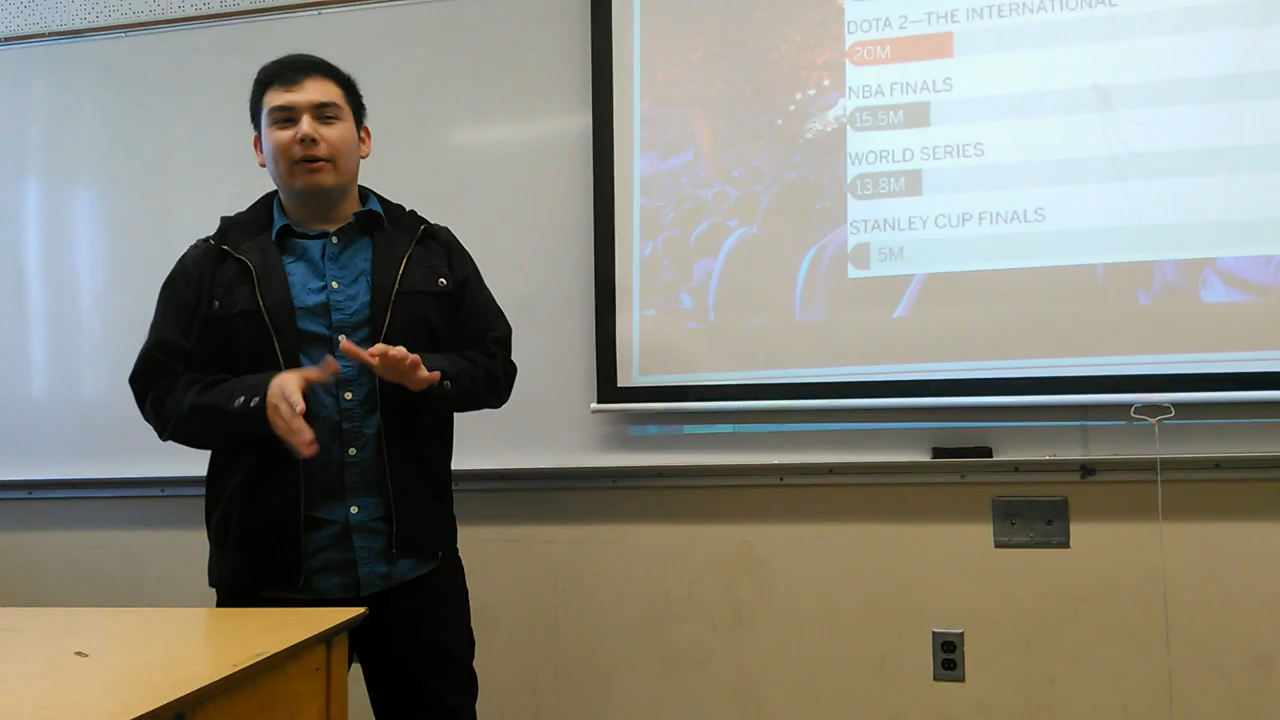 DOTA 2—THE INTERNATIONAL
20M
NBA FINALS
15.5M
WORLD SERIES
13.8M
STANLEY CUP FINALS
5M